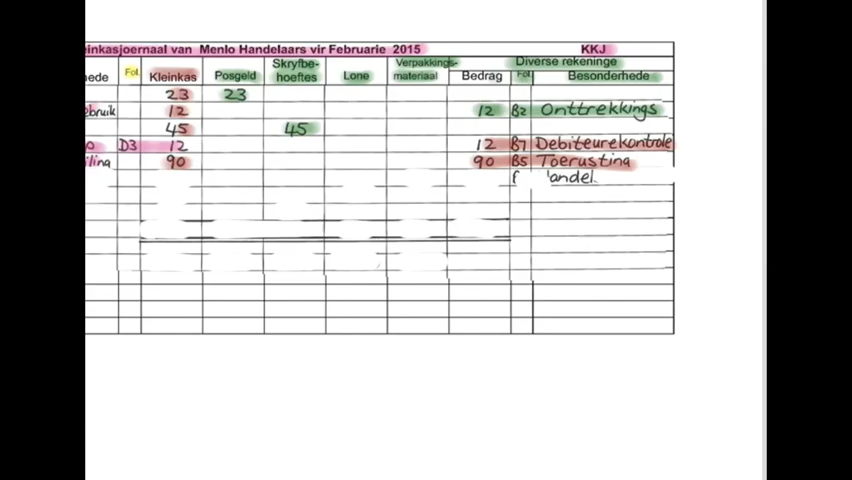 einkasjoernaal van Menlo Handelaars vir Februarie 2015 KKJ
Skryfbe- Verpakkings- Diverse rekeninge
ede Fol. Kleinkas Posgeld hoeftes Lone materiaal Bedrag Fol. Besonderhede
23 23
ebruik 12 12 B2 Onttrekkings
45 45
D3 12 12 B7 Debiteurekontrole
90 90 B5 Toerusting
andel